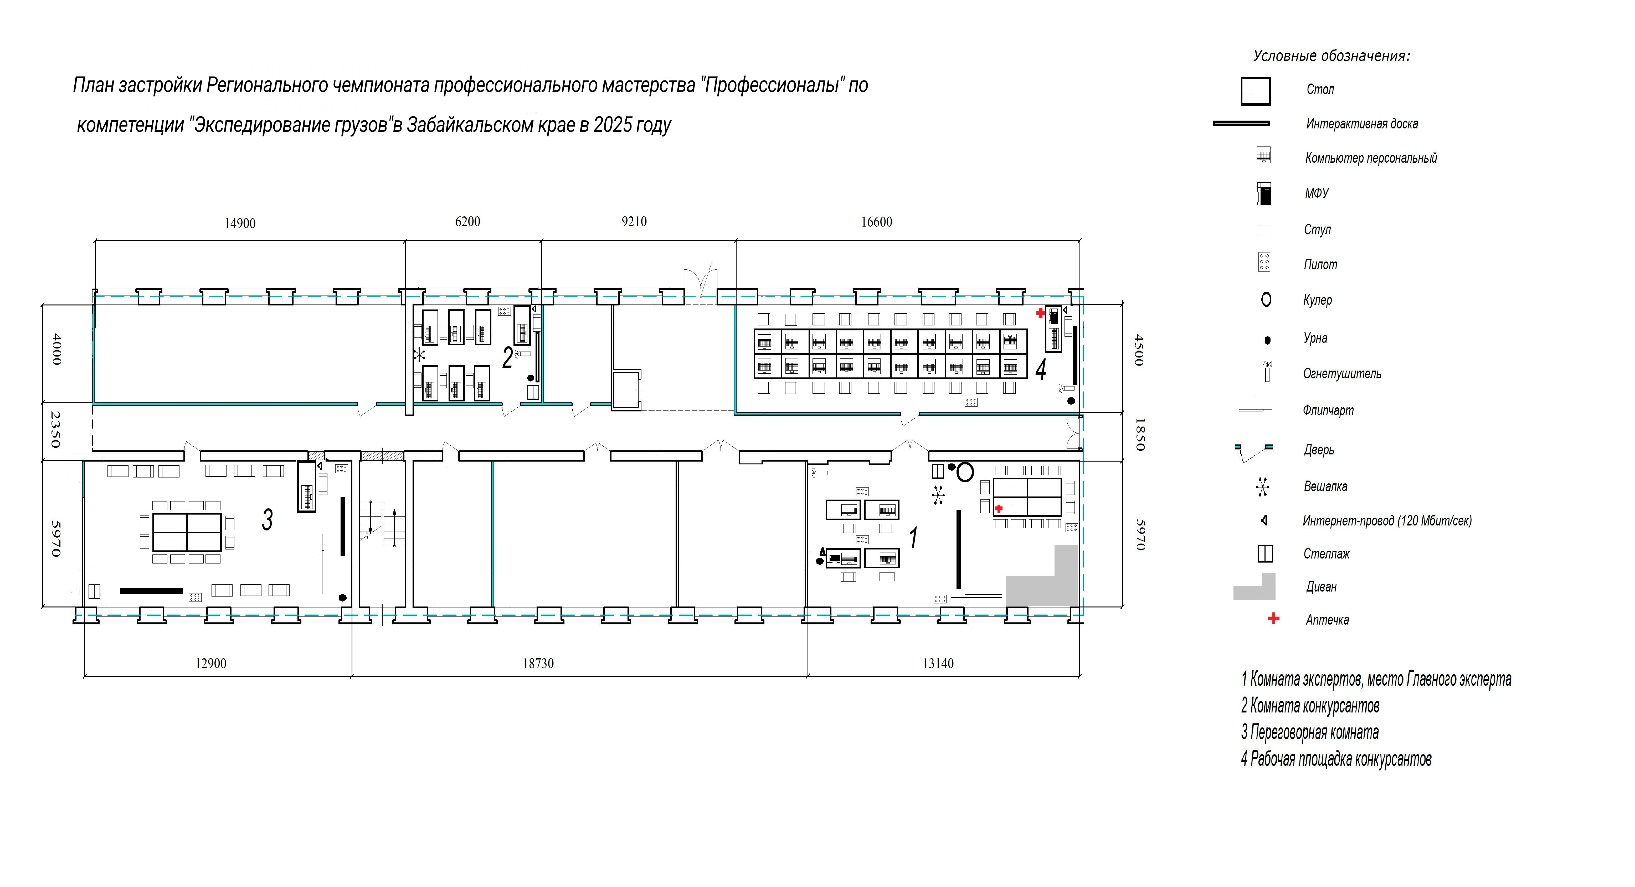 План застройки Регионального чемпионата профессионального мастерства "Профессионалы" по
компетенции "Экспедирование грузов"в Забайкальском крае в 2025 году
Условные обозначения:
Стол
Интерактивная доска
Компьютер персональный
МФУ
Стул
Пилот
Кулер
Урна
Огнетушитель
Флипчарт
Дверь
Вешалка
Интернет-провод (120 Мбит/сек)
Стеллаж
Диван
Аптечка
1 Комната экспертов, место Главного эксперта
2 Комната конкурсантов
3 Переговорная комната
4 Рабочая площадка конкурсантов
14900
6200
9210
16600
4000
2350
5970
4500
1850
5970
2
4
3
1
12900
18730
13140